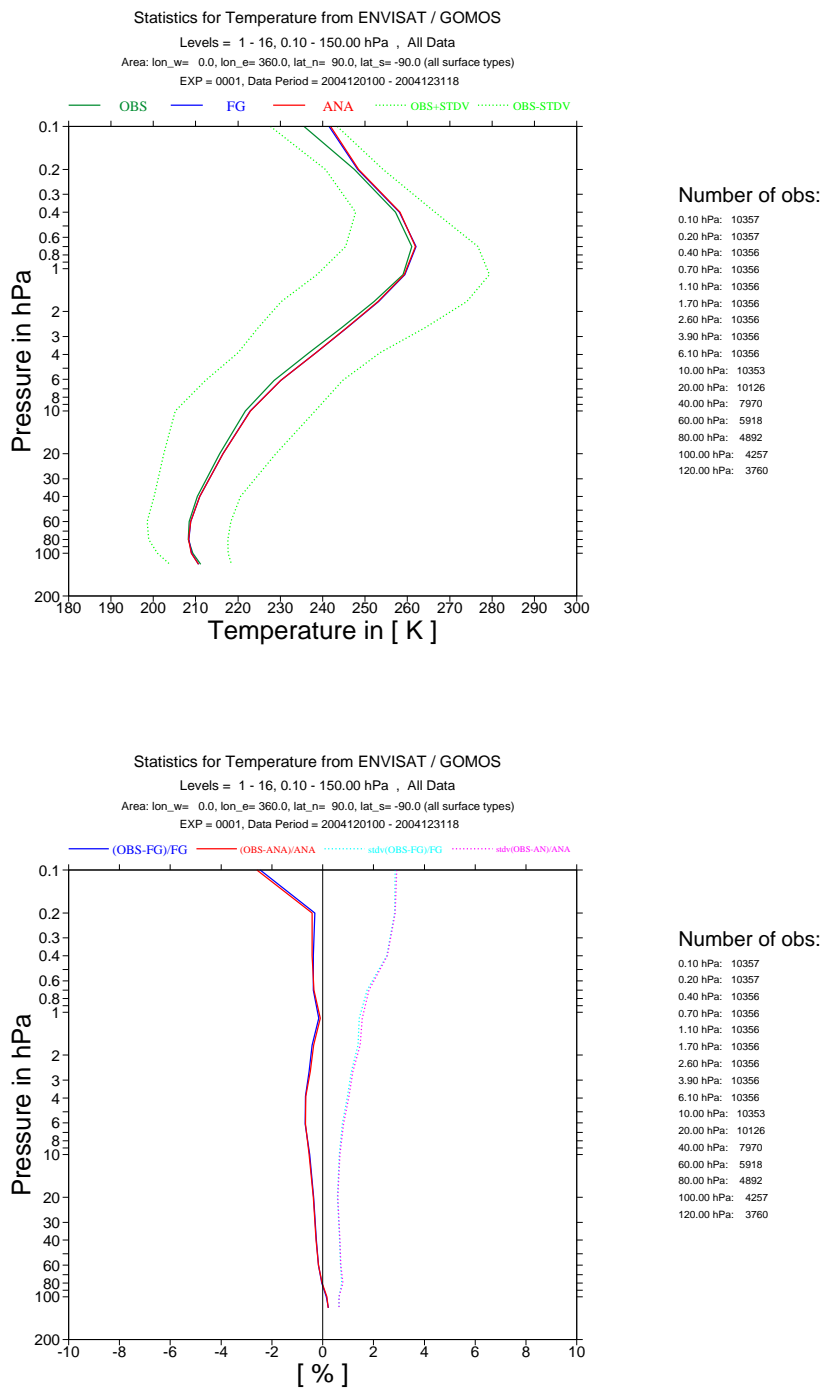 Statistics for Temperature from ENVISAT / GOMOS
Levels = 1 - 16, 0.10 - 150.00 hPa , All Data
Area: lon_w= 0.0, lon_e= 360.0, lat_n= 90.0, lat_s= -90.0 (all surface types)
EXP = 0001, Data Period = 2004120100 - 2004123118
OBS FG ANA OBS+STDV OBS-STDV
0.1
0.2
0.3
0.4
0.6
0.8
1
2
3
4
6
8
10
20
30
40
60
80
100
200
Pressure in hPa
180 190 200 210 220 230 240 250 260 270 280 290 300
Temperature in [ K ]
Number of obs:
0.10 hPa: 10357
0.20 hPa: 10357
0.40 hPa: 10356
0.70 hPa: 10356
1.10 hPa: 10356
1.70 hPa: 10356
2.60 hPa: 10356
3.90 hPa: 10356
6.10 hPa: 10356
10.00 hPa: 10353
20.00 hPa: 10126
40.00 hPa: 7970
60.00 hPa: 5918
80.00 hPa: 4892
100.00 hPa: 4257
120.00 hPa: 3760
Statistics for Temperature from ENVISAT / GOMOS
Levels = 1 - 16, 0.10 - 150.00 hPa , All Data
Area: lon_w= 0.0, lon_e= 360.0, lat_n= 90.0, lat_s= -90.0 (all surface types)
EXP = 0001, Data Period = 2004120100 - 2004123118
(OBS-FG)/FG (OBS-ANA)/ANA stdv(OBS-FG)/FG stdv(OBS-AN)/ANA
0.1
0.2
0.3
0.4
0.6
0.8
1
2
3
4
6
8
10
20
30
40
60
80
100
200
Pressure in hPa
-10 -8 -6 -4 -2 0 2 4 6 8 10
[ % ]
Number of obs:
0.10 hPa: 10357
0.20 hPa: 10357
0.40 hPa: 10356
0.70 hPa: 10356
1.10 hPa: 10356
1.70 hPa: 10356
2.60 hPa: 10356
3.90 hPa: 10356
6.10 hPa: 10356
10.00 hPa: 10353
20.00 hPa: 10126
40.00 hPa: 7970
60.00 hPa: 5918
80.00 hPa: 4892
100.00 hPa: 4257
120.00 hPa: 3760